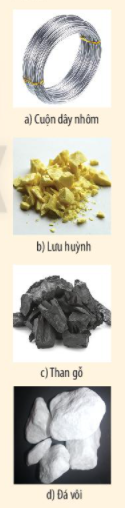 a) Cuộn dây nhôm
b) Lưu huỳnh
c) Than gỗ
d) Đá vôi